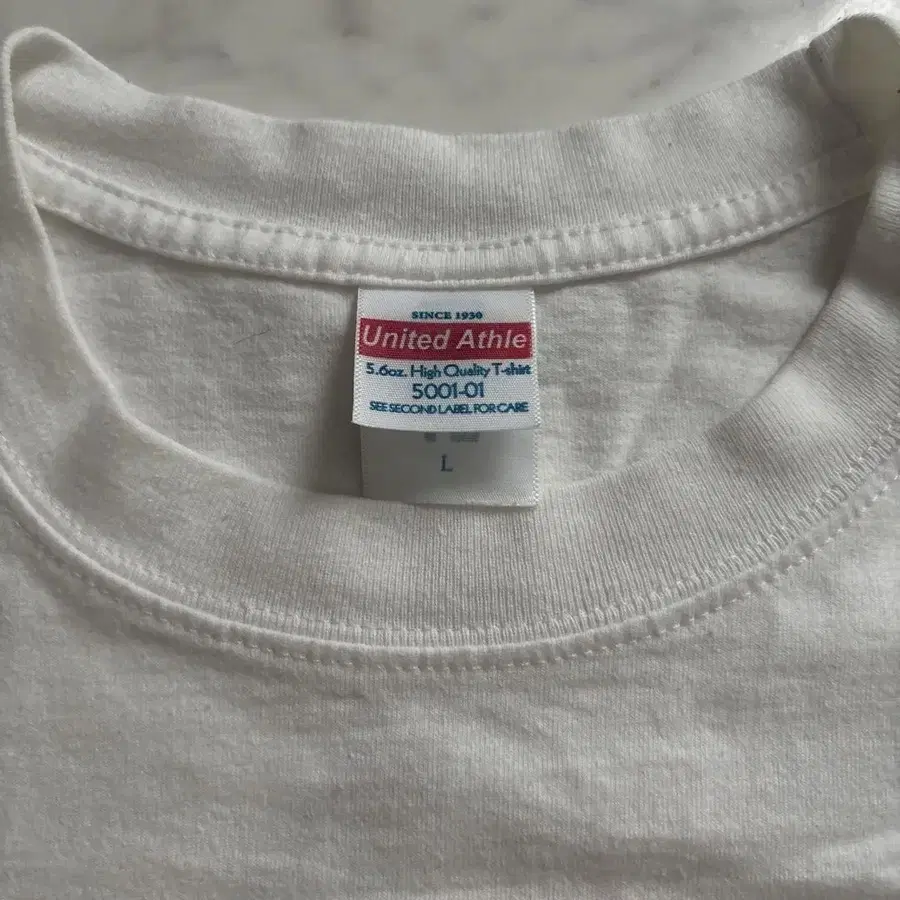 SINCE 1930
United Athle
5.6oz. High Quality T-shirt
5001-01
SEE SECOND LABEL FOR CARE
L